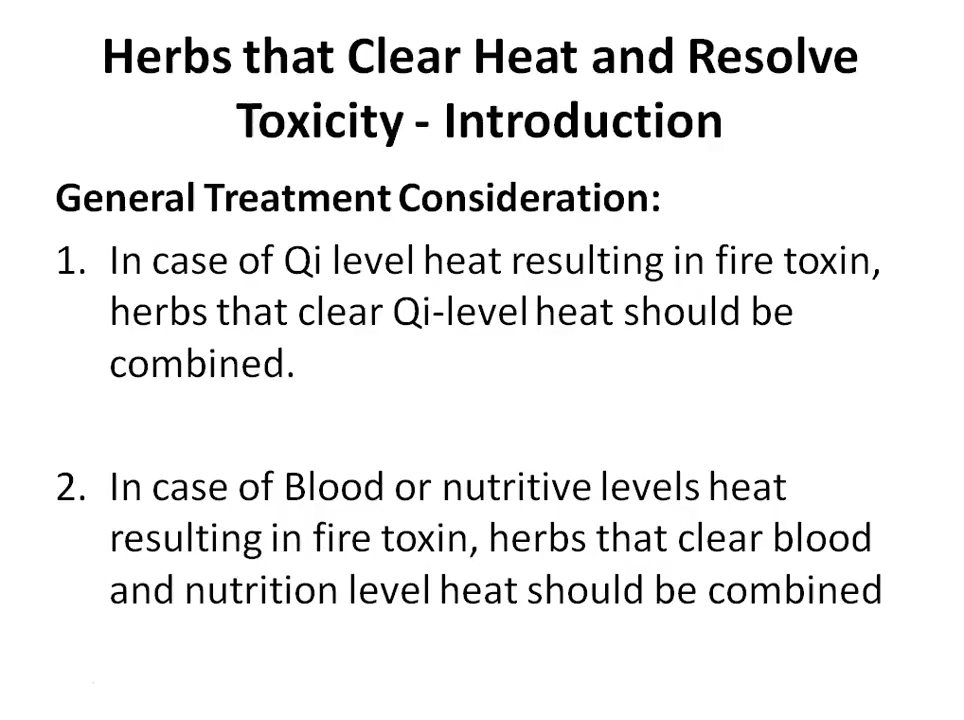 Herbs that Clear Heat and Resolve
Toxicity - Introduction
General Treatment Consideration:
1. In case of Qi level heat resulting in fire toxin,
herbs that clear Qi-level heat should be
combined.
2. In case of Blood or nutritive levels heat
resulting in fire toxin, herbs that clear blood
and nutrition level heat should be combined